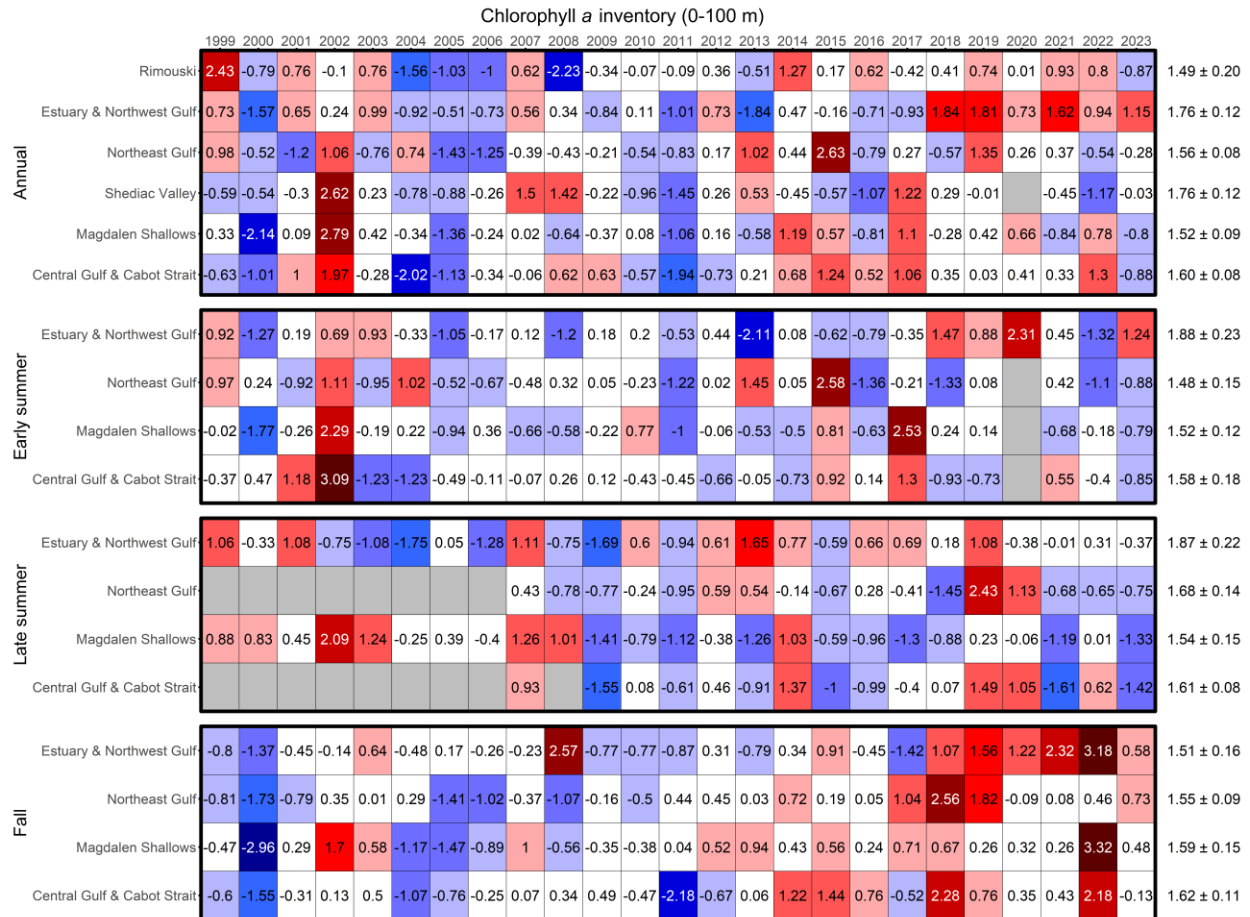 Chlorophyll a inventory (0-100 m)
1999 2000 2001 2002 2003 2004 2005 2006 2007 2008 2009 2010 2011 2012 2013 2014 2015 2016 2017 2018 2019 2020 2021 2022 2023
Annual
Rimouski 2.43 -0.79 0.76 -0.1 0.76 -1.56 -1.03 -1 0.62 -2.23 -0.34 -0.07 -0.09 0.36 -0.51 1.27 0.17 0.62 -0.42 0.41 0.74 0.01 0.93 0.8 -0.87 1.49 ± 0.20
Estuary & Northwest Gulf 0.73 -1.57 0.65 0.24 0.99 -0.92 -0.51 -0.73 0.56 0.34 -0.84 0.11 -1.01 0.73 -1.84 0.47 -0.16 -0.71 -0.93 1.84 1.81 0.73 1.62 0.94 1.15 1.76 ± 0.12
Northeast Gulf 0.98 -0.52 -1.2 1.06 -0.76 0.74 -1.43 -1.25 -0.39 -0.43 -0.21 -0.54 -0.83 0.17 1.02 0.44 2.63 -0.79 0.27 -0.57 1.35 0.26 0.37 -0.54 -0.28 1.56 ± 0.08
Shediac Valley -0.59 -0.54 -0.3 2.62 0.23 -0.78 -0.88 -0.26 1.5 1.42 -0.22 -0.96 -1.45 0.26 0.53 -0.45 -0.57 -1.07 1.22 0.29 -0.01 -0.45 -1.17 -0.03 1.76 ± 0.12
Magdalen Shallows 0.33 -2.14 0.09 2.79 0.42 -0.34 -1.36 -0.24 0.02 -0.64 -0.37 0.08 -1.06 0.16 -0.58 1.19 0.57 -0.81 1.1 -0.28 0.42 0.66 -0.84 0.78 -0.8 1.52 ± 0.09
Central Gulf & Cabot Strait -0.63 -1.01 1 1.97 -0.28 -2.02 -1.13 -0.34 -0.06 0.62 0.63 -0.57 -1.94 -0.73 0.21 0.68 1.24 0.52 1.06 0.35 0.03 0.41 0.33 1.3 -0.88 1.60 ± 0.08
Early summer
Estuary & Northwest Gulf 0.92 -1.27 0.19 0.69 0.93 -0.33 -1.05 -0.17 0.12 -1.2 0.18 0.2 -0.53 0.44 -2.11 0.08 -0.62 -0.79 -0.35 1.47 0.88 2.31 0.45 -1.32 1.24 1.88 ± 0.23
Northeast Gulf 0.97 0.24 -0.92 1.11 -0.95 1.02 -0.52 -0.67 -0.48 0.32 0.05 -0.23 -1.22 0.02 1.45 0.05 2.58 -1.36 -0.21 -1.33 0.08 0.42 -1.1 -0.88 1.48 ± 0.15
Magdalen Shallows -0.02 -1.77 -0.26 2.29 -0.19 0.22 -0.94 0.36 -0.66 -0.58 -0.22 0.77 -1 -0.06 -0.53 -0.5 0.81 -0.63 2.53 0.24 0.14 -0.68 -0.18 -0.79 1.52 ± 0.12
Central Gulf & Cabot Strait -0.37 0.47 1.18 3.09 -1.23 -1.23 -0.49 -0.11 -0.07 0.26 0.12 -0.43 -0.45 -0.66 -0.05 -0.73 0.92 0.14 1.3 -0.93 -0.73 0.55 -0.4 -0.85 1.58 ± 0.18
Late summer
Estuary & Northwest Gulf 1.06 -0.33 1.08 -0.75 -1.08 -1.75 0.05 -1.28 1.11 -0.75 -1.69 0.6 -0.94 0.61 1.65 0.77 -0.59 0.66 0.69 0.18 1.08 -0.38 -0.01 0.31 -0.37 1.87 ± 0.22
Northeast Gulf 0.43 -0.78 -0.77 -0.24 -0.95 0.59 0.54 -0.14 -0.67 0.28 -0.41 -1.45 2.43 1.13 -0.68 -0.65 -0.75 1.68 ± 0.14
Magdalen Shallows 0.88 0.83 0.45 2.09 1.24 -0.25 0.39 -0.4 1.26 1.01 -1.41 -0.79 -1.12 -0.38 -1.26 1.03 -0.59 -0.96 -1.3 -0.88 0.23 -0.06 -1.19 0.01 -1.33 1.54 ± 0.15
Central Gulf & Cabot Strait 0.93 -1.55 0.08 -0.61 0.46 -0.91 1.37 -1 -0.99 -0.4 0.07 1.49 1.05 -1.61 0.62 -1.42 1.61 ± 0.08
Fall
Estuary & Northwest Gulf -0.8 -1.37 -0.45 -0.14 0.64 -0.48 0.17 -0.26 -0.23 2.57 -0.77 -0.77 -0.87 0.31 -0.79 0.34 0.91 -0.45 -1.42 1.07 1.56 1.22 2.32 3.18 0.58 1.51 ± 0.16
Northeast Gulf -0.81 -1.73 -0.79 0.35 0.01 0.29 -1.41 -1.02 -0.37 -1.07 -0.16 -0.5 0.44 0.45 0.03 0.72 0.19 0.05 1.04 2.56 1.82 -0.09 0.08 0.46 0.73 1.55 ± 0.09
Magdalen Shallows -0.47 -2.96 0.29 1.7 0.58 -1.17 -1.47 -0.89 1 -0.56 -0.35 -0.38 0.04 0.52 0.94 0.43 0.56 0.24 0.71 0.67 0.26 0.32 0.26 3.32 0.48 1.59 ± 0.15
Central Gulf & Cabot Strait -0.6 -1.55 -0.31 0.13 0.5 -1.07 -0.76 -0.25 0.07 0.34 0.49 -0.47 -2.18 -0.67 0.06 1.22 1.44 0.76 -0.52 2.28 0.76 0.35 0.43 2.18 -0.13 1.62 ± 0.11